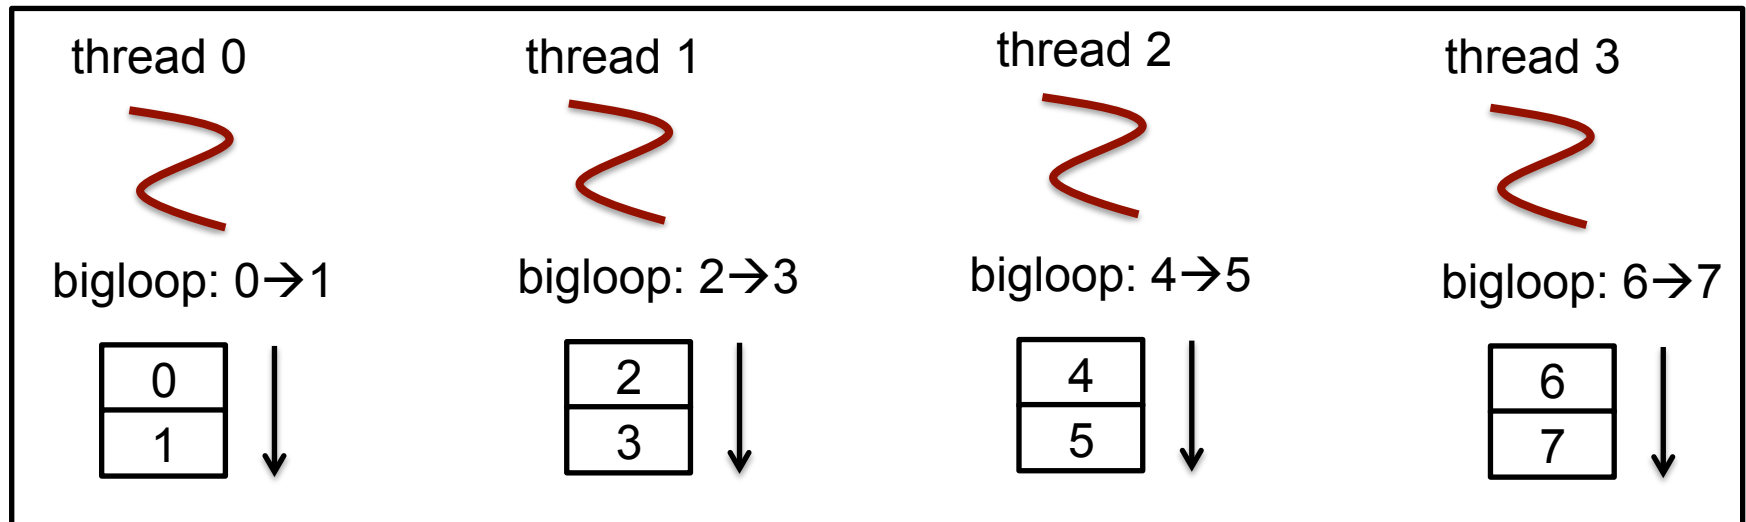 thread 0
thread 1
thread 2
thread 3
bigloop: 0→1
bigloop: 2→3
bigloop: 4→5
bigloop: 6→7
0
1
2
3
4
5
6
7